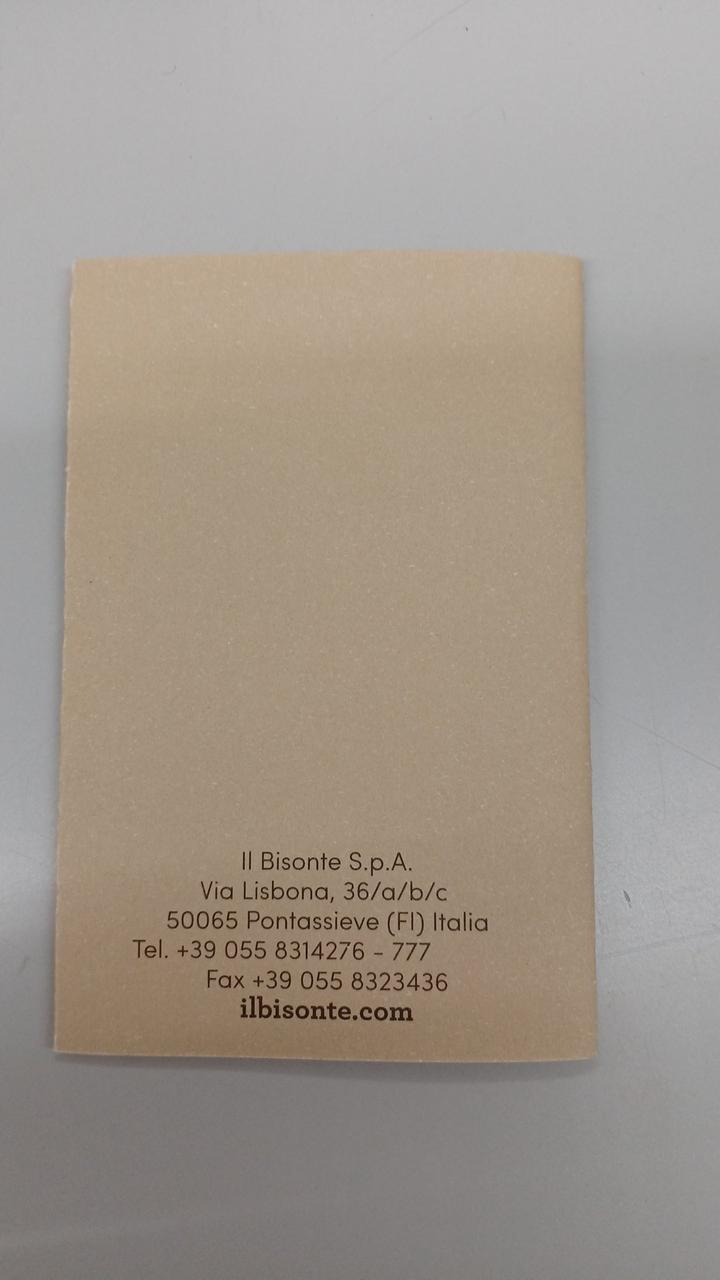 Il Bisonte S.p.A.
Via Lisbona, 36/a/b/c
50065 Pontassieve (FI) Italia
Tel. +39 055 8314276 - 777
Fax +39 055 8323436
ilbisonte.com